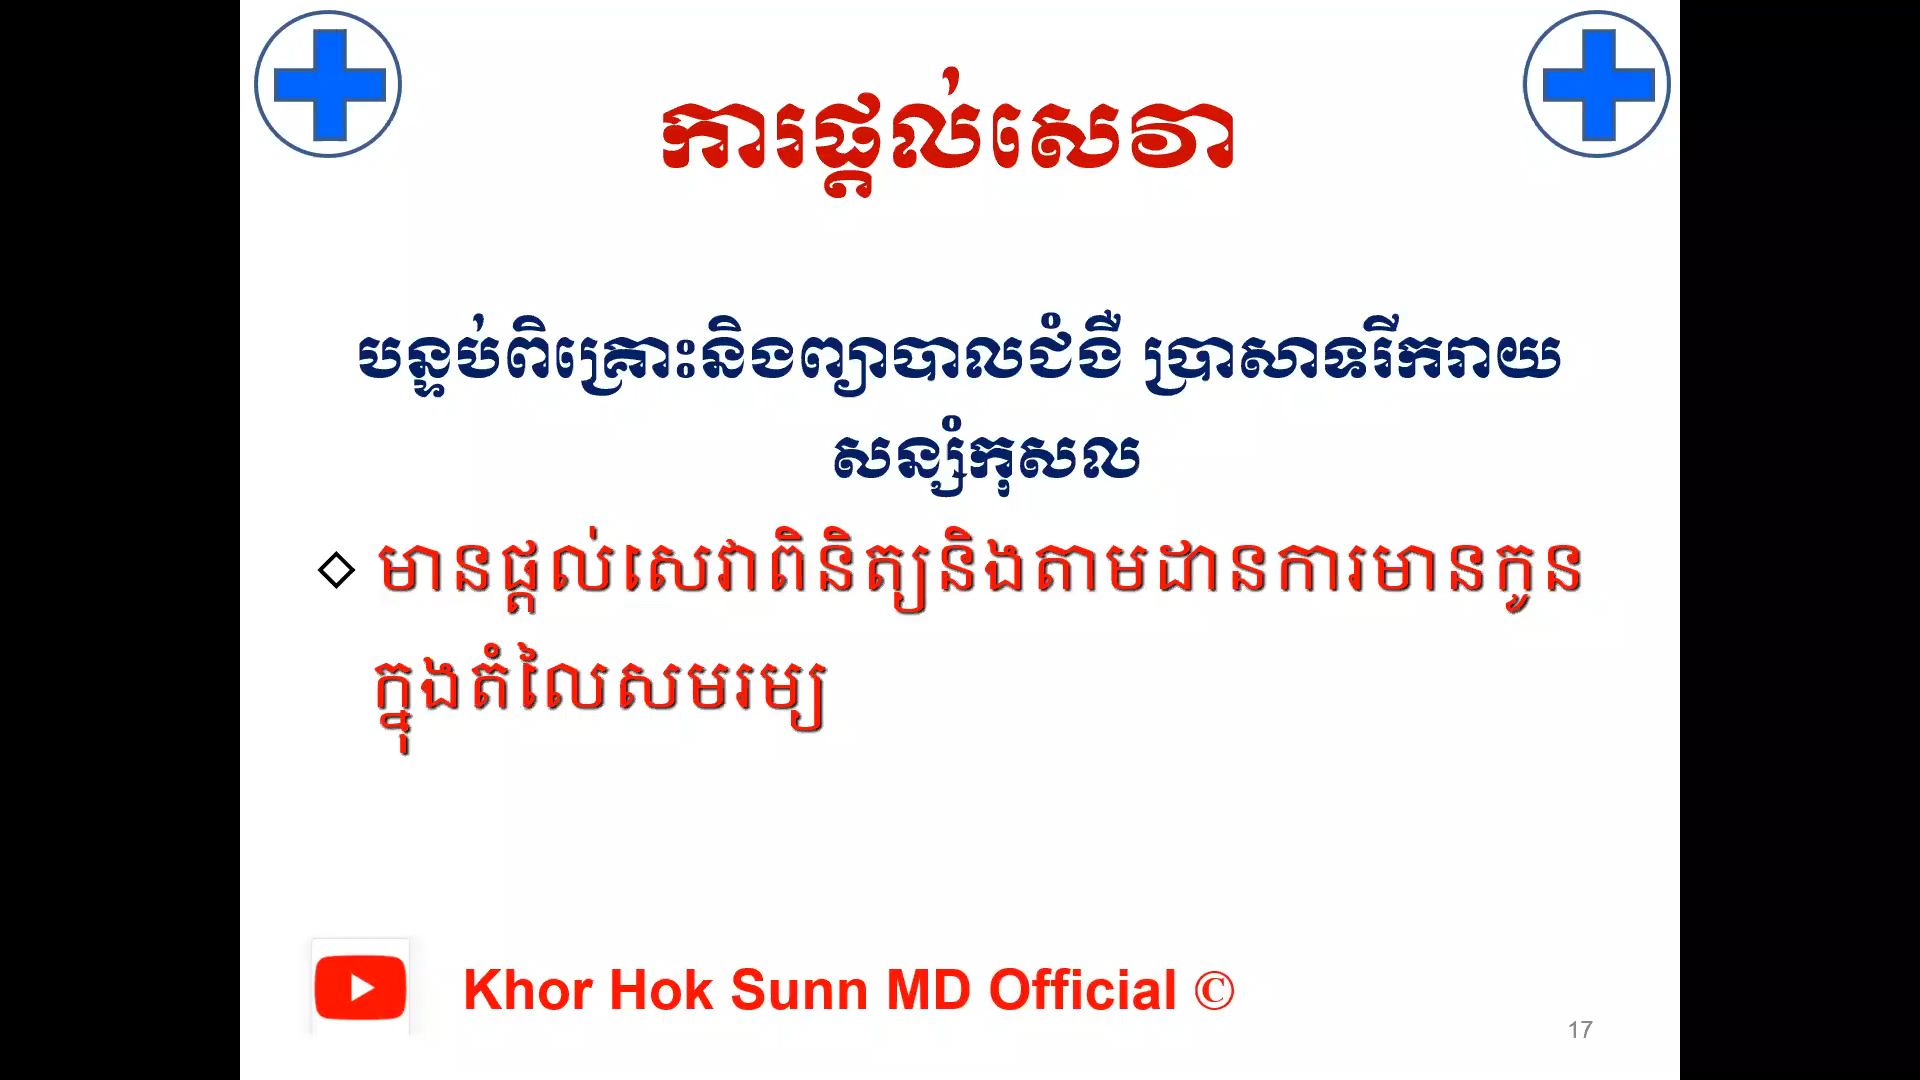 ការផ្តល់សេវា
បន្ទប់ពិគ្រោះនិងព្យាបាលជំងឺ ប្រាសាទរីករាយ
សន្សំកុសល
មានផ្តល់សេវាពិនិត្យនិងតាមដានការមានកូន
ក្នុងតំលៃសមរម្យ
Khor Hok Sunn MD Official ©
17